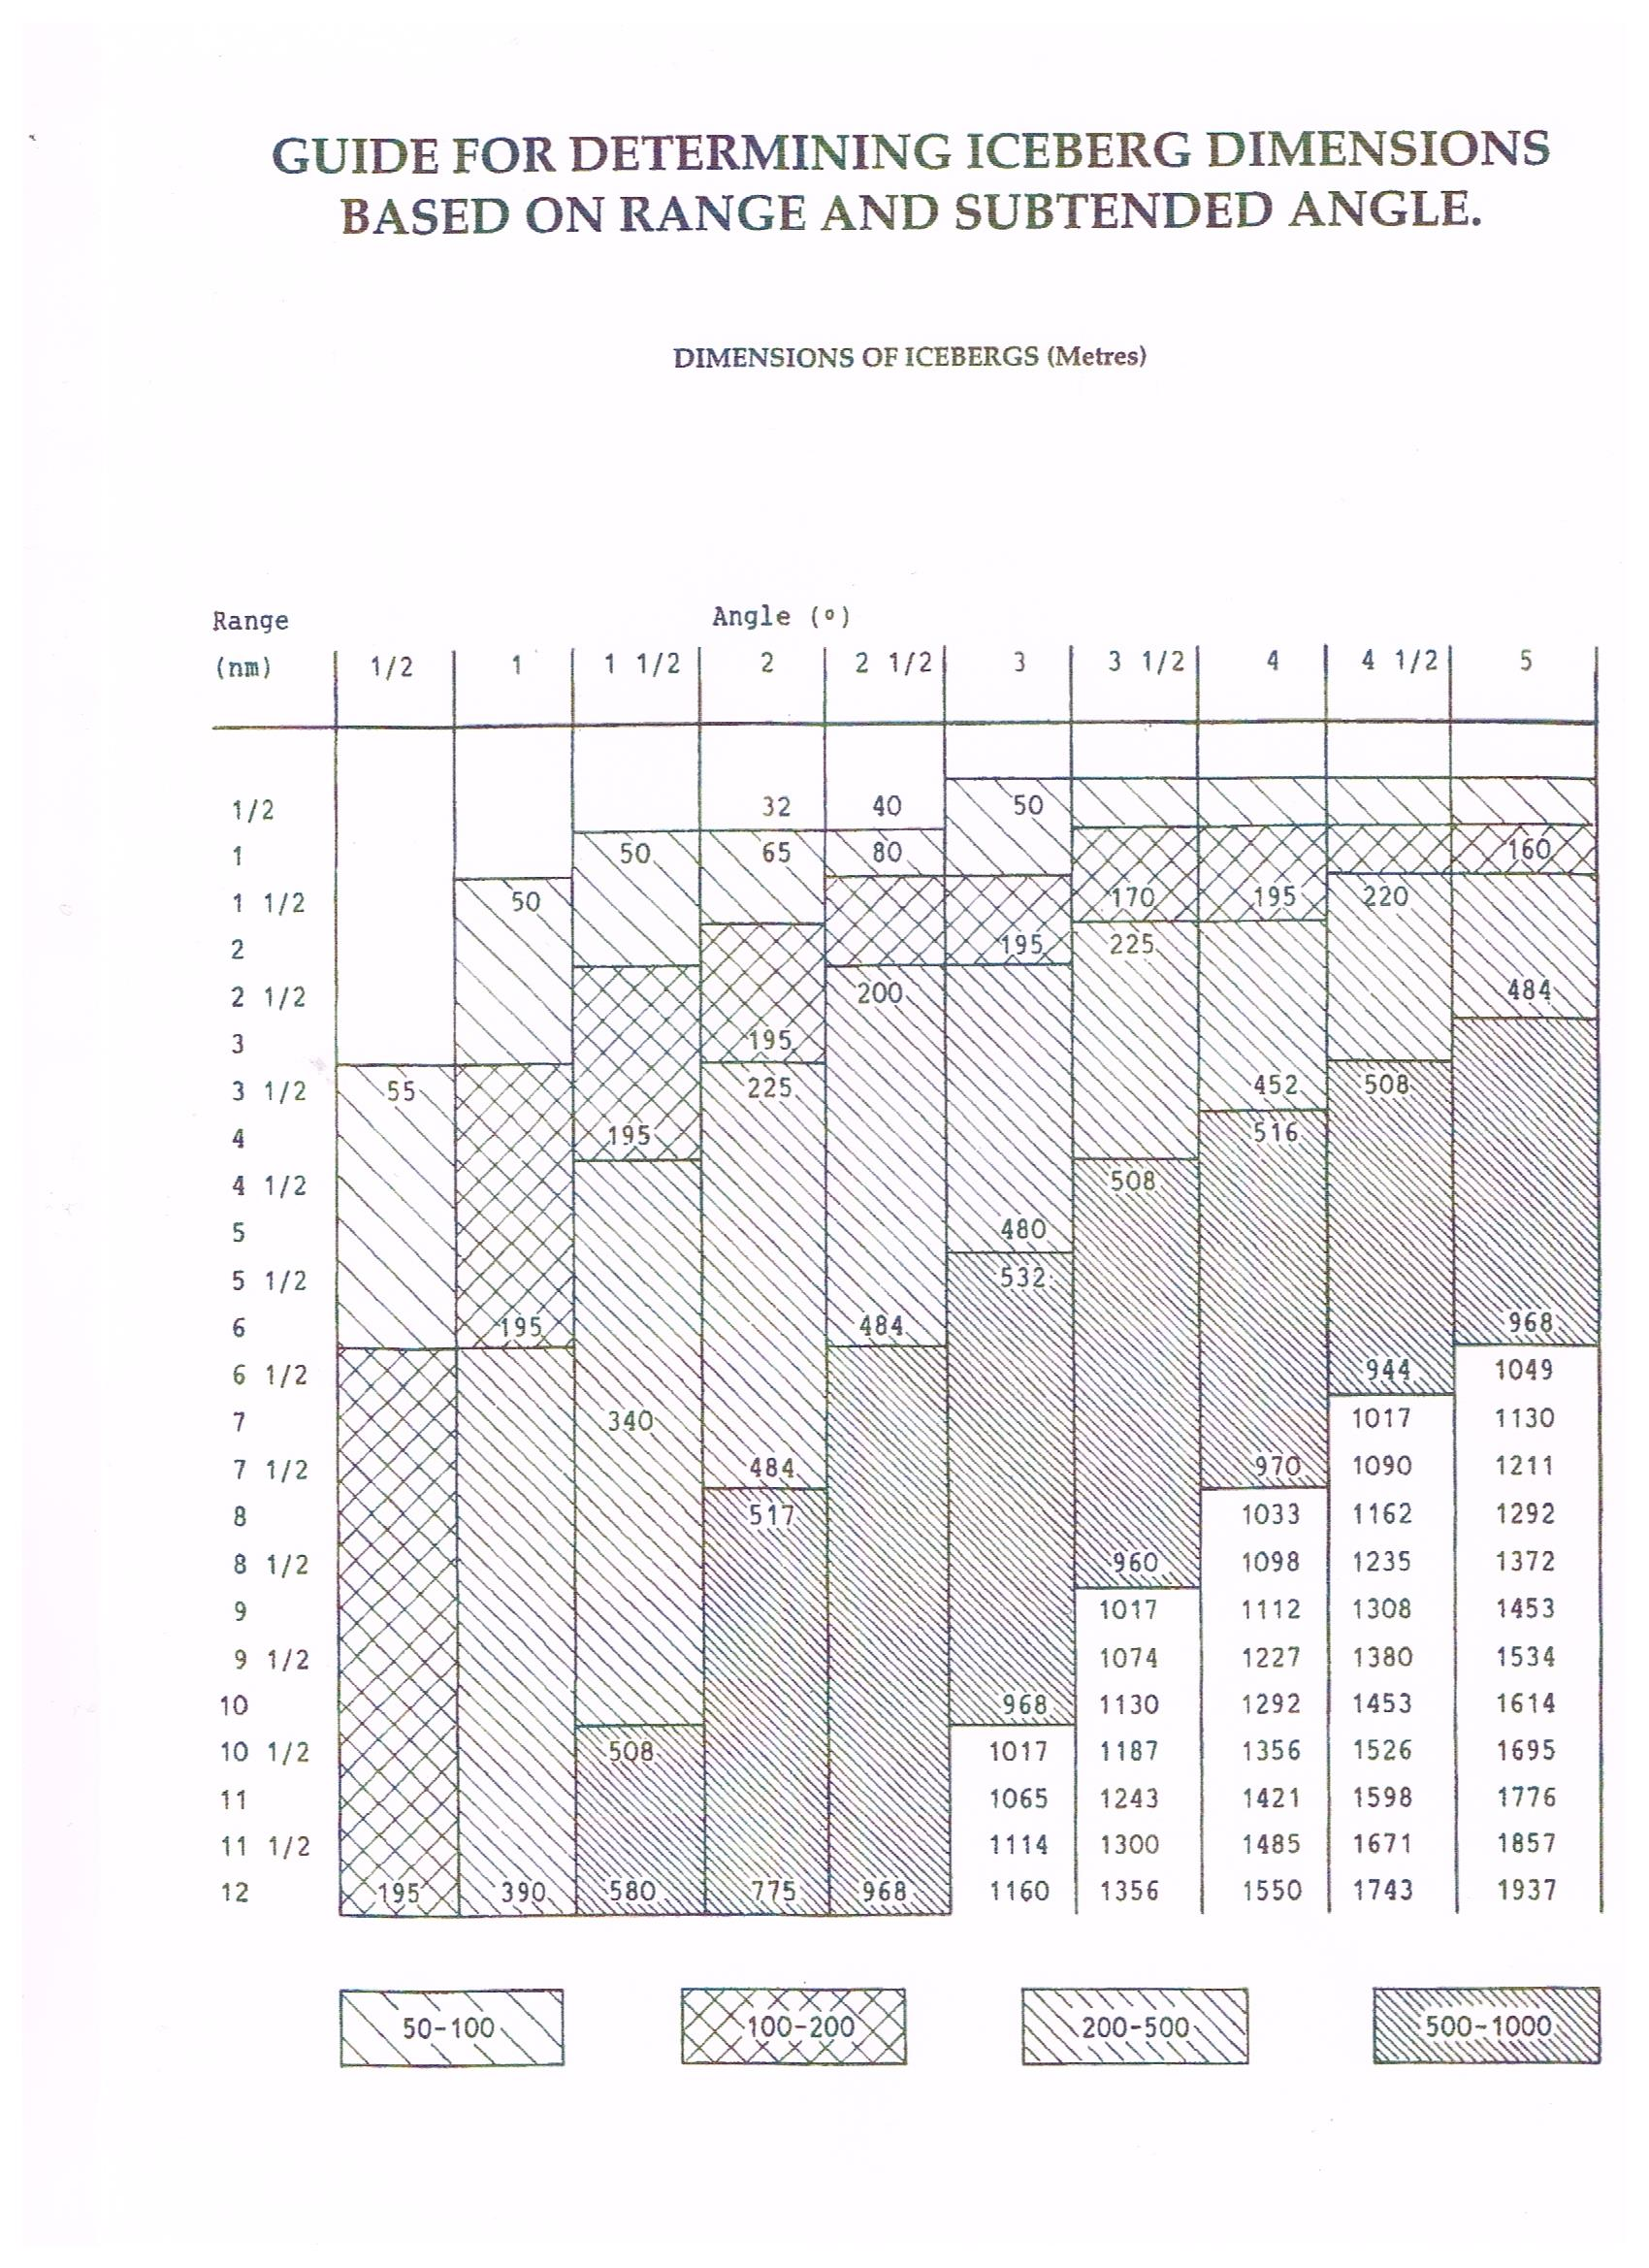 GUIDE FOR DETERMINING ICEBERG DIMENSIONS
BASED ON RANGE AND SUBTENDED ANGLE.
DIMENSIONS OF ICEBERGS (Metres)
Range Angle (º)
(nm) 1/2 1 1 1/2 2 2 1/2 3 3 1/2 4 4 1/2 5
1/2 32 40 50
1 50 65 80 160
1 1/2 50 170 195 220
2 195 225
2 1/2 200 484
3 195
3 1/2 55 225 452 508
4 195 516
4 1/2 508
5 480
5 1/2 532
6 195 484 968
6 1/2 944 1049
7 340 1017 1130
7 1/2 484 970 1090 1211
8 517 1033 1162 1292
8 1/2 960 1098 1235 1372
9 1017 1112 1308 1453
9 1/2 1074 1227 1380 1534
10 968 1130 1292 1453 1614
10 1/2 508 1017 1187 1356 1526 1695
11 1065 1243 1421 1598 1776
11 1/2 1114 1300 1485 1671 1857
12 195 390 580 775 968 1160 1356 1550 1743 1937
50-100 100-200 200-500 500-1000